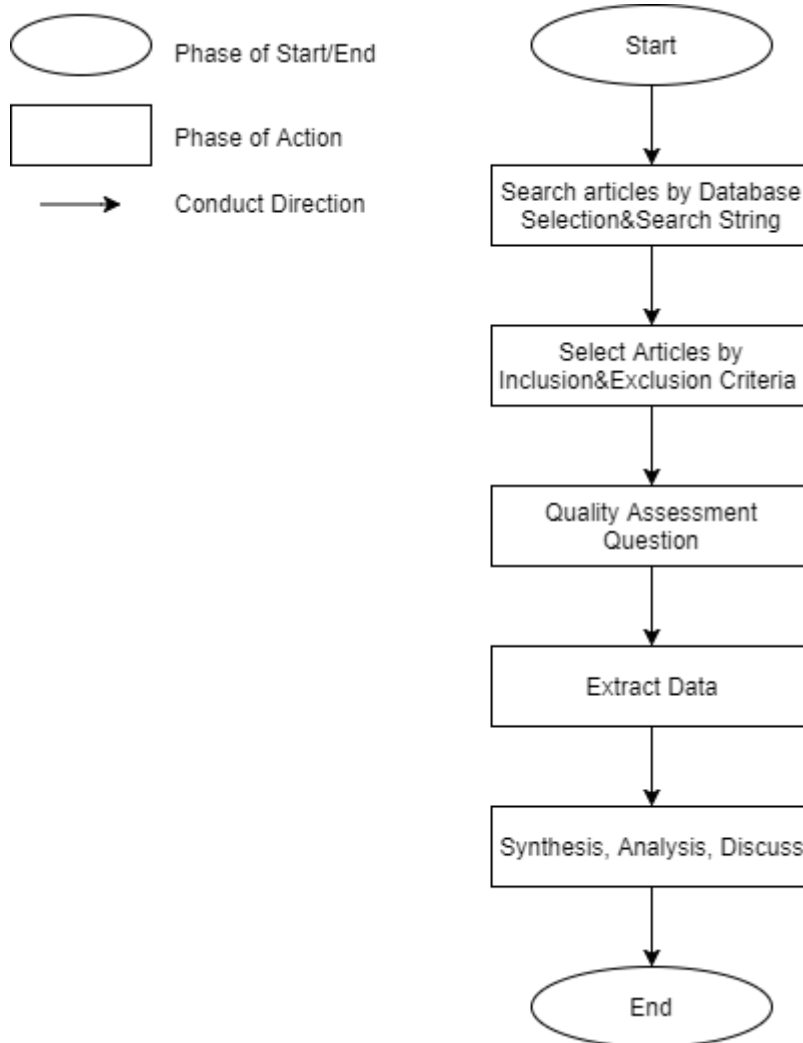 Phase of Start/End
Phase of Action
Conduct Direction
Start
Search articles by Database
Selection&Search String
Select Articles by
Inclusion&Exclusion Criteria
Quality Assessment
Question
Extract Data
Synthesis, Analysis, Discuss
End